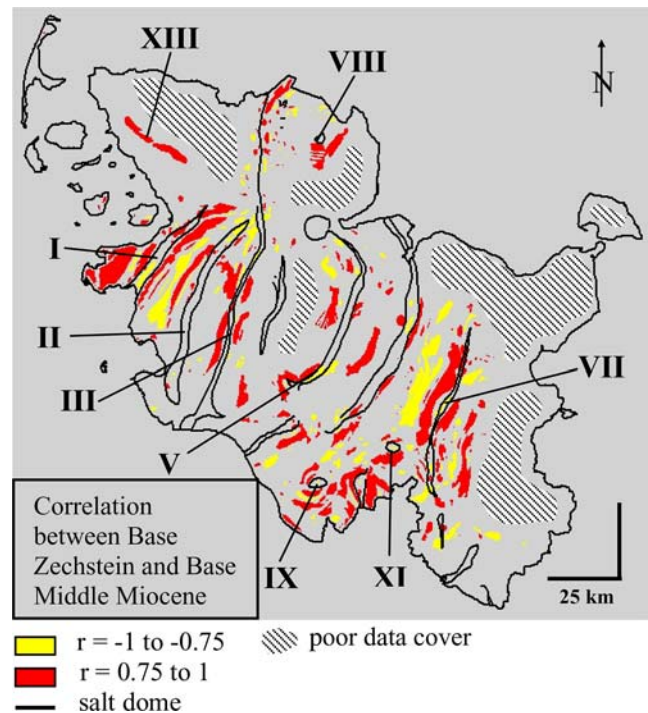 XIII
VIII
N
I
II
III
VII
V
IX
XI
Correlation
between Base
Zechstein and Base
Middle Miocene
25 km
r = -1 to -0.75
poor data cover
r = 0.75 to 1
salt dome